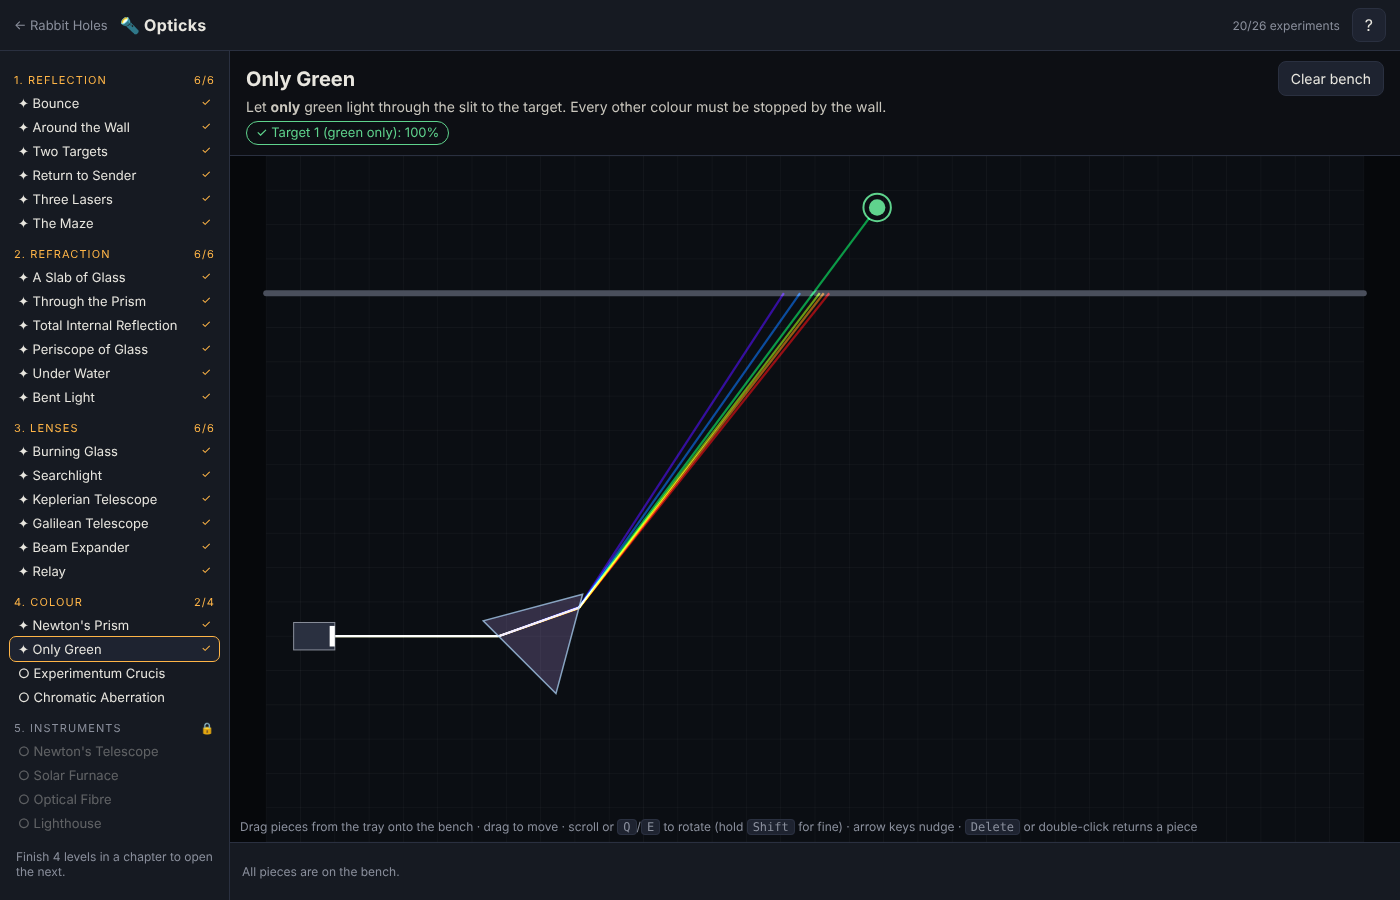 ← Rabbit Holes
🔦 Opticks
20/26 experiments
?
1. REFLECTION 6/6
✦ Bounce ✓
✦ Around the Wall ✓
✦ Two Targets ✓
✦ Return to Sender ✓
✦ Three Lasers ✓
✦ The Maze ✓
2. REFRACTION 6/6
✦ A Slab of Glass ✓
✦ Through the Prism ✓
✦ Total Internal Reflection ✓
✦ Periscope of Glass ✓
✦ Under Water ✓
✦ Bent Light ✓
3. LENSES 6/6
✦ Burning Glass ✓
✦ Searchlight ✓
✦ Keplerian Telescope ✓
✦ Galilean Telescope ✓
✦ Beam Expander ✓
✦ Relay ✓
4. COLOUR 2/4
✦ Newton's Prism ✓
✦ Only Green ✓
○ Experimentum Crucis
○ Chromatic Aberration
5. INSTRUMENTS 🔒
○ Newton's Telescope
○ Solar Furnace
○ Optical Fibre
○ Lighthouse
Finish 4 levels in a chapter to open
the next.
Only Green
Clear bench
Let only green light through the slit to the target. Every other colour must be stopped by the wall.
✓ Target 1 (green only): 100%
Drag pieces from the tray onto the bench · drag to move · scroll or Q / E to rotate (hold Shift for fine) · arrow keys nudge · Delete or double-click returns a piece
All pieces are on the bench.